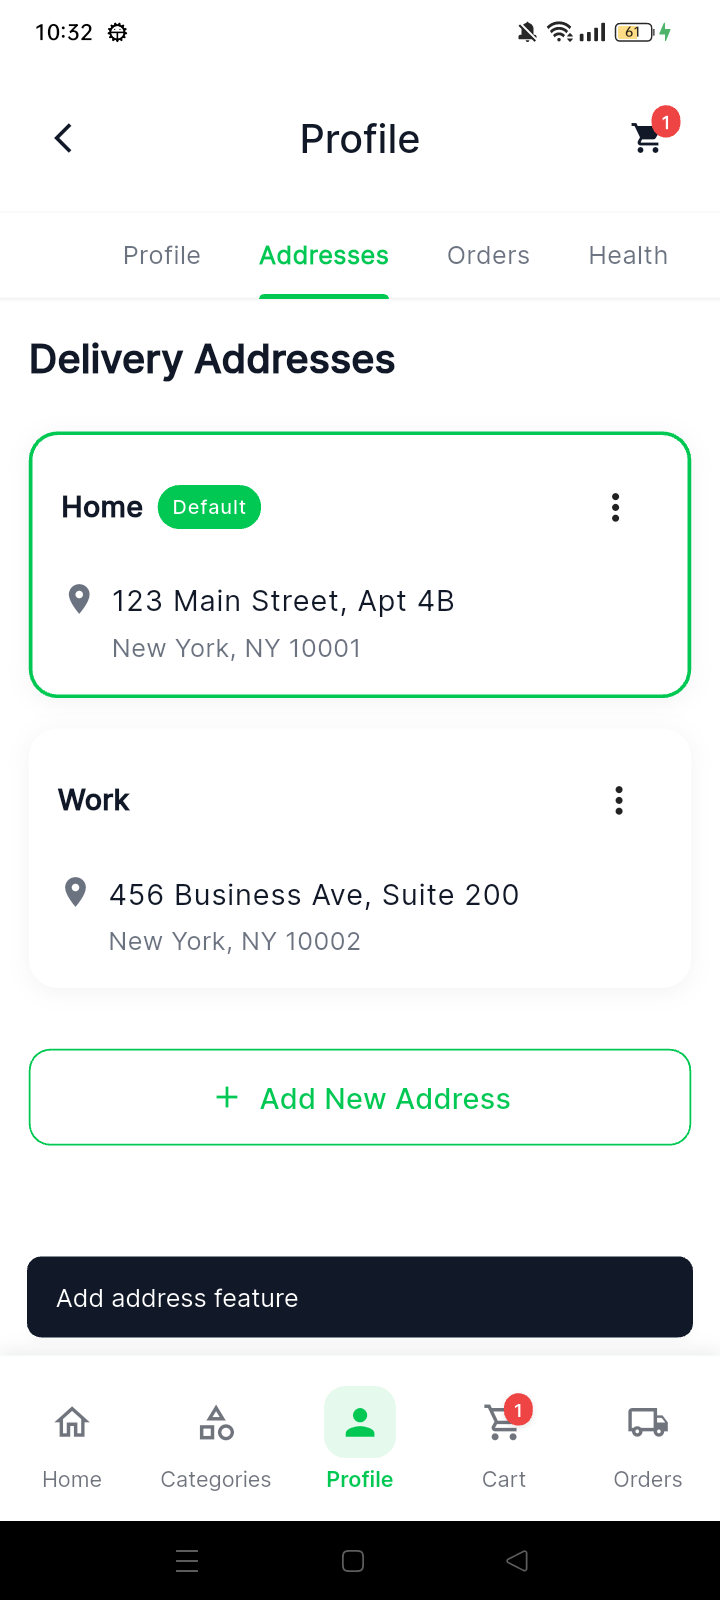 10:32
61
Profile
1
Profile Addresses Orders Health
Delivery Addresses
Home Default
123 Main Street, Apt 4B
New York, NY 10001
Work
456 Business Ave, Suite 200
New York, NY 10002
+ Add New Address
Add address feature
1
Home Categories Profile Cart Orders